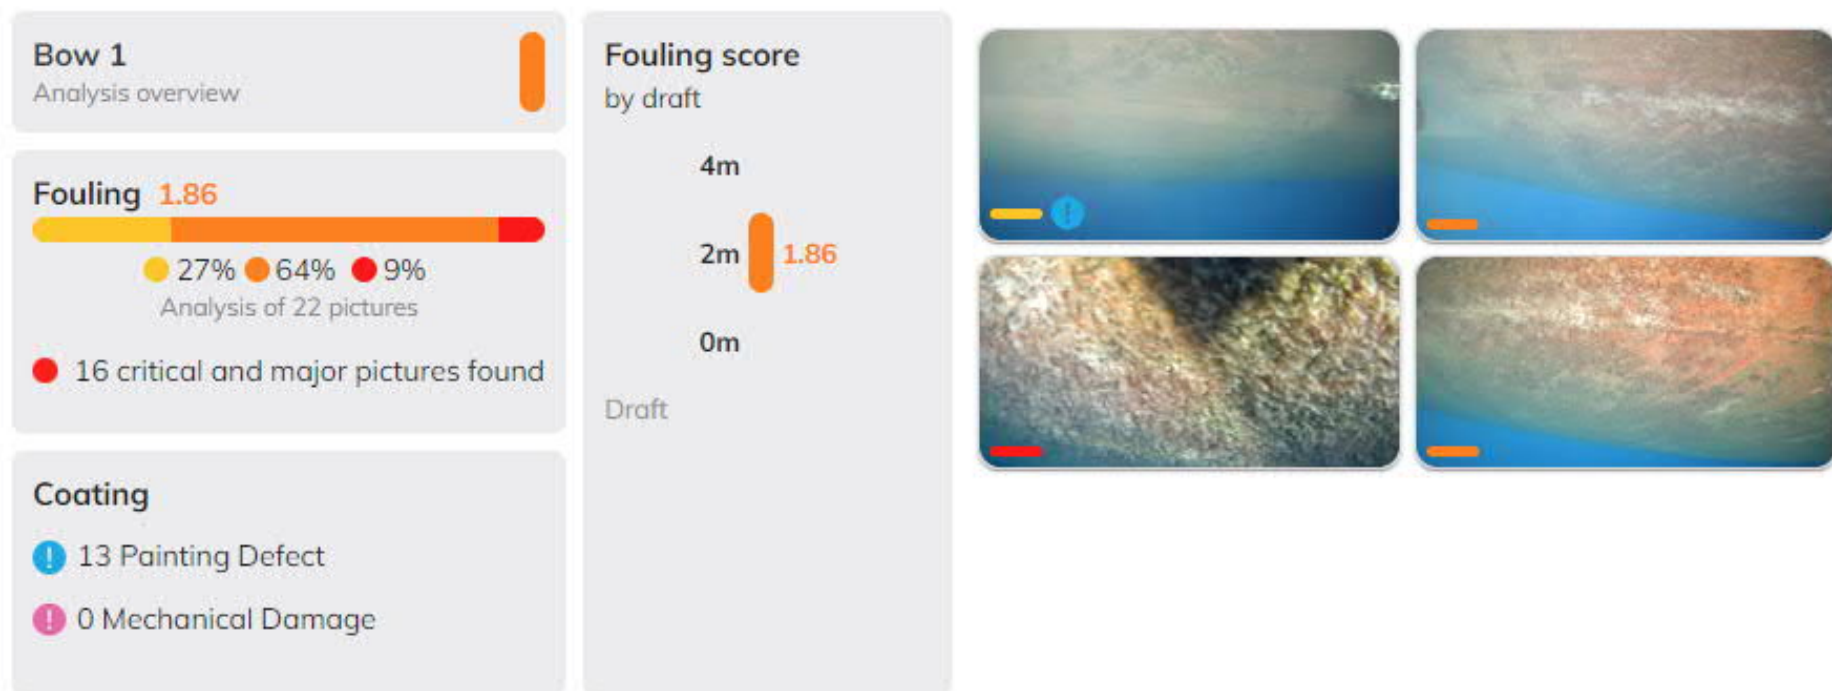 Bow 1
Analysis overview
Fouling 1.86
27% 64% 9%
Analysis of 22 pictures
16 critical and major pictures found
Coating
! 13 Painting Defect
! 0 Mechanical Damage
Fouling score
by draft
4m
2m 1.86
0m
Draft
!